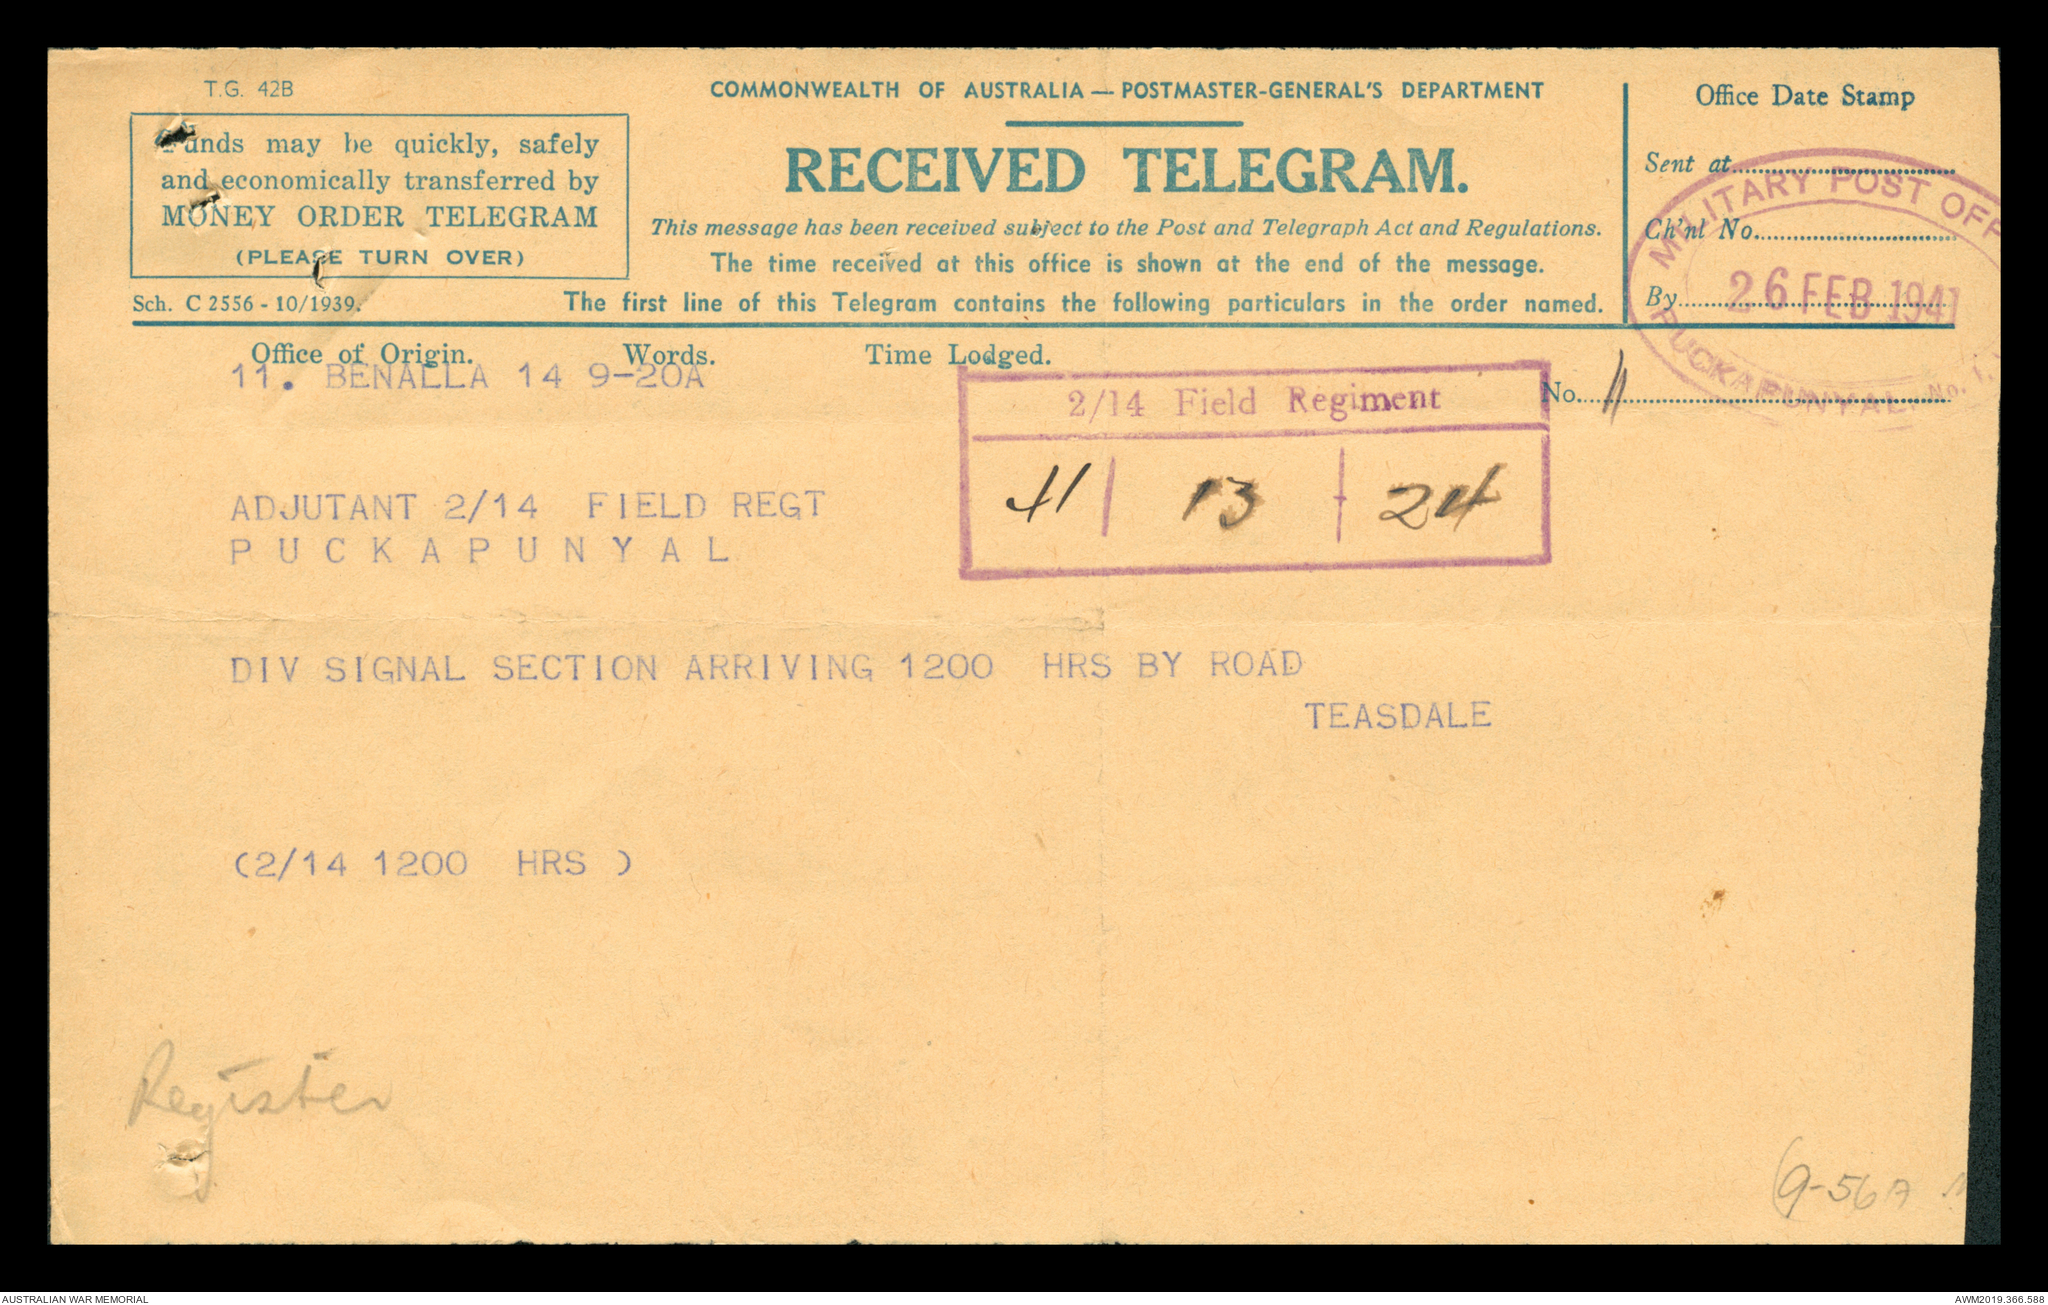 T.G. 42B
COMMONWEALTH OF AUSTRALIA — POSTMASTER-GENERAL'S DEPARTMENT
Office Date Stamp
Funds may be quickly, safely
and economically transferred by
MONEY ORDER TELEGRAM
(PLEASE TURN OVER)
RECEIVED TELEGRAM.
This message has been received subject to the Post and Telegraph Act and Regulations.
The time received at this office is shown at the end of the message.
Sch. C 2556 - 10/1939.
The first line of this Telegram contains the following particulars in the order named.
Sent at
Ch'nl No.
By
MILITARY POST OFF
26 FEB 1941
PUCKAPUNYAL. No. 1.
Office of Origin. Words. Time Lodged.
11. BENALLA 14 9-20A
No. 11
2/14 Field Regiment
13 24
ADJUTANT 2/14 FIELD REGT
PUCKAPUNYAL
DIV SIGNAL SECTION ARRIVING 1200 HRS BY ROAD
TEASDALE
(2/14 1200 HRS )
Register
(9-56A
AUSTRALIAN WAR MEMORIAL
AWM2019.366.588